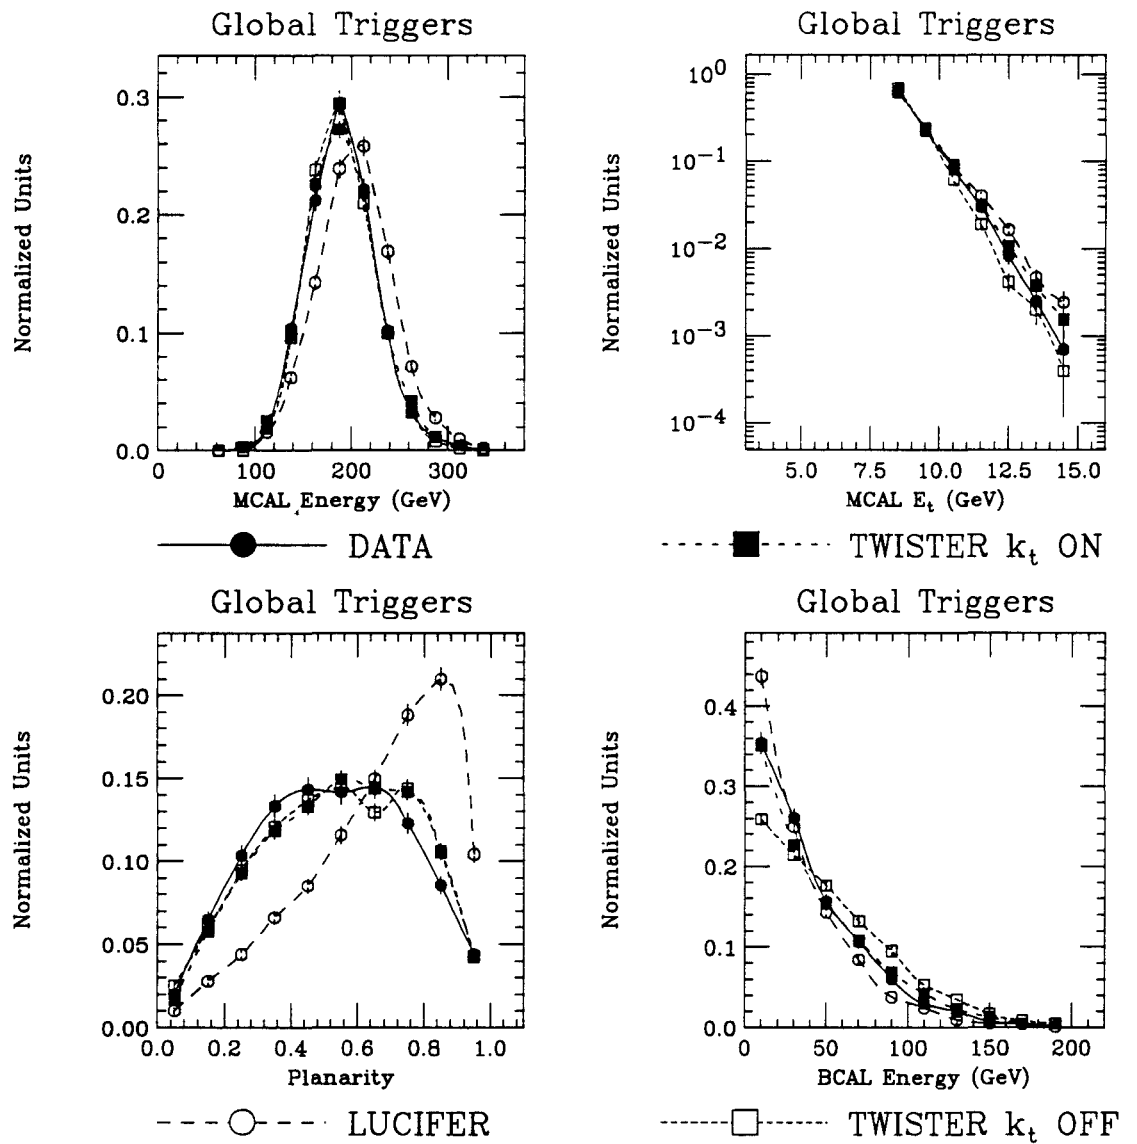 Global Triggers
Normalized Units
0.3
0.2
0.1
0.0
0 100 200 300
MCAL Energy (GeV)
Global Triggers
Normalized Units
10^0
10^-1
10^-2
10^-3
10^-4
5.0 7.5 10.0 12.5 15.0
MCAL E_t (GeV)
DATA
TWISTER k_t ON
Global Triggers
Normalized Units
0.20
0.15
0.10
0.05
0.00
0.0 0.2 0.4 0.6 0.8 1.0
Planarity
Global Triggers
Normalized Units
0.4
0.3
0.2
0.1
0.0
0 50 100 150 200
BCAL Energy (GeV)
LUCIFER
TWISTER k_t OFF